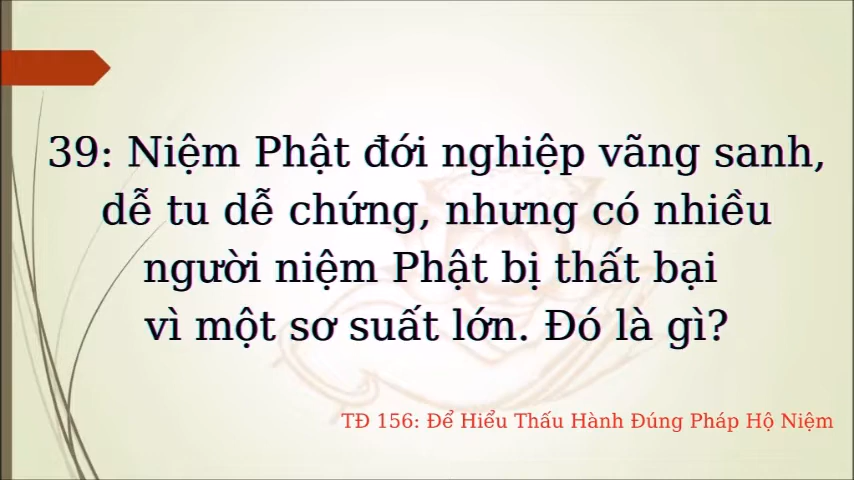 39: Niệm Phật đới nghiệp vãng sanh,
dễ tu dễ chứng, nhưng có nhiều
người niệm Phật bị thất bại
vì một sơ suất lớn. Đó là gì?
TĐ 156: Để Hiểu Thấu Hành Đúng Pháp Hộ Niệm